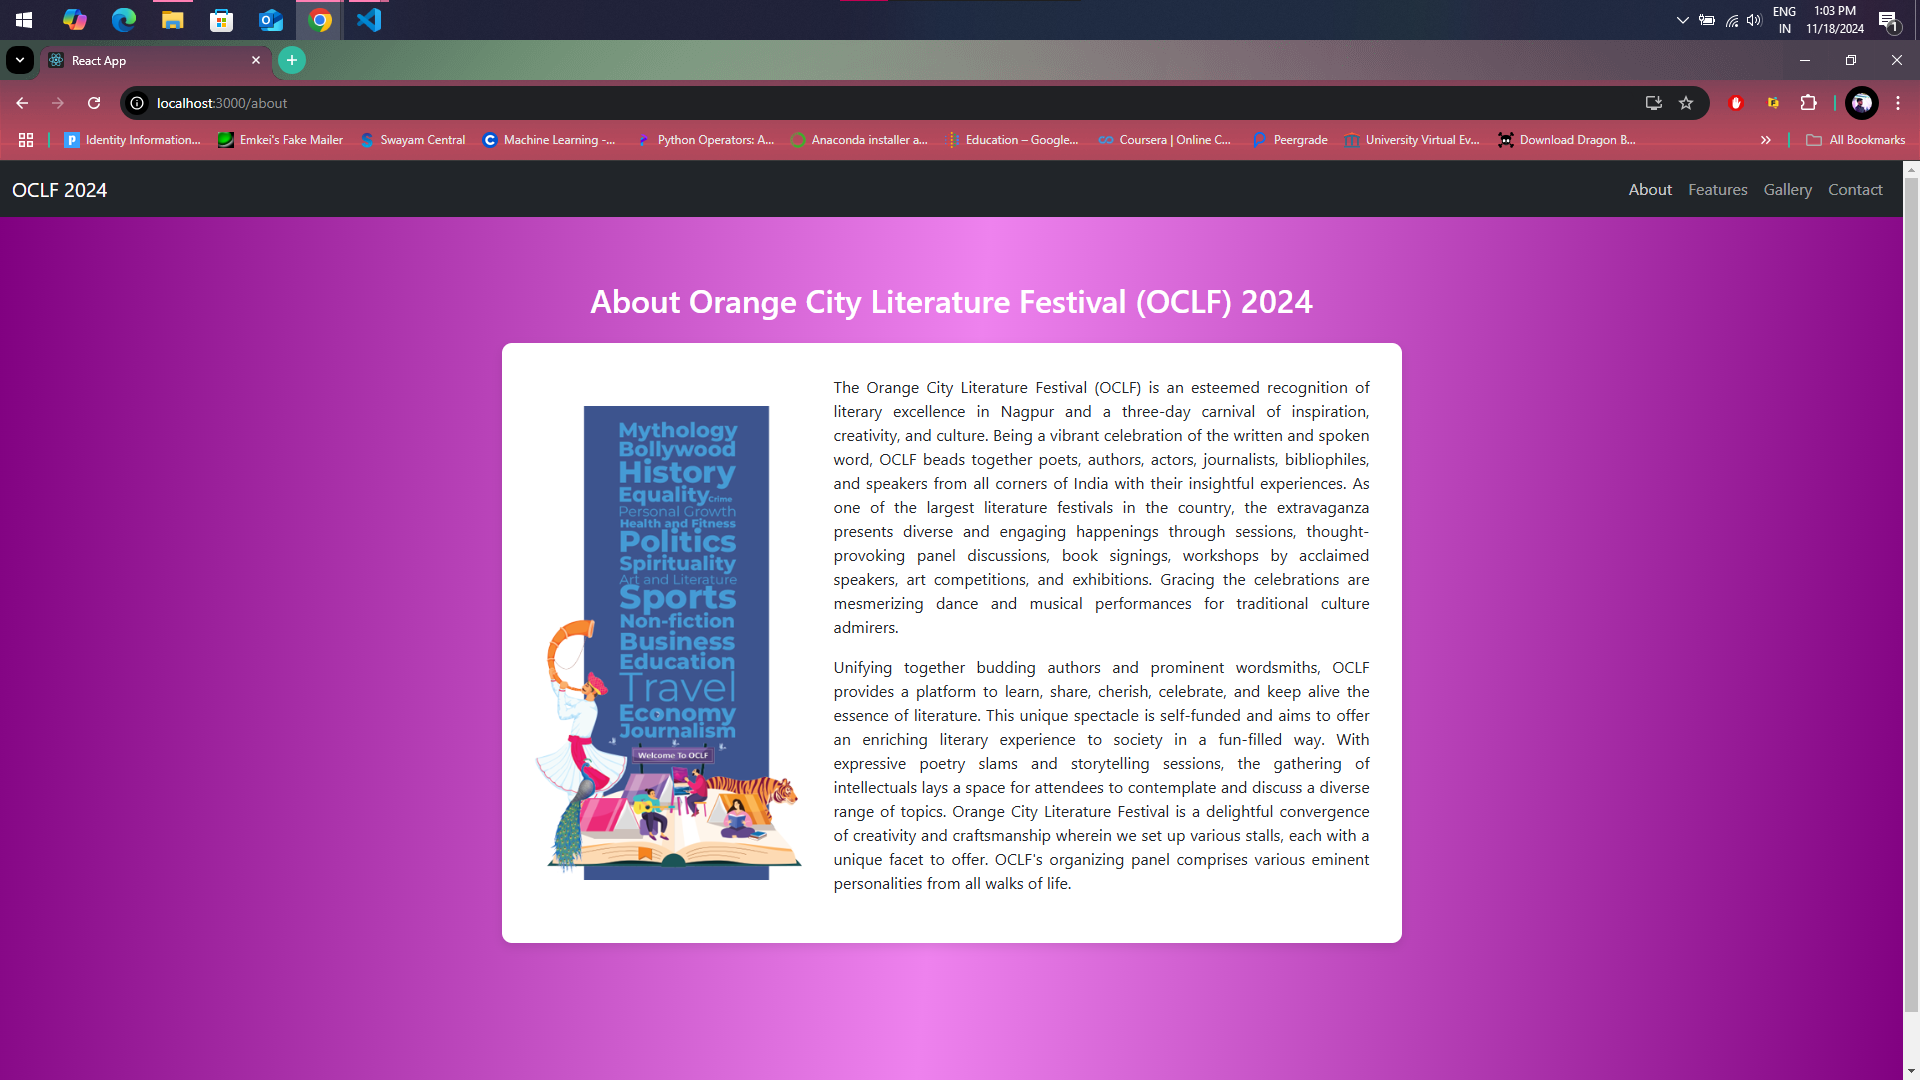 ENG
IN
1:03 PM
11/18/2024
1
React App
localhost:3000/about
Identity Information...
Emkei's Fake Mailer
Swayam Central
Machine Learning -...
Python Operators: A...
Anaconda installer a...
Education – Google...
Coursera | Online C...
Peergrade
University Virtual Ev...
Download Dragon B...
All Bookmarks
OCLF 2024
About
Features
Gallery
Contact
About Orange City Literature Festival (OCLF) 2024
Mythology
Bollywood
History
Equality Crime
Personal Growth
Health and Fitness
Politics
Spirituality
Art and Literature
Sports
Non-fiction
Business
Education
Travel
Economy
Journalism
Welcome To OCLF
The Orange City Literature Festival (OCLF) is an esteemed recognition of
literary excellence in Nagpur and a three-day carnival of inspiration,
creativity, and culture. Being a vibrant celebration of the written and spoken
word, OCLF beads together poets, authors, actors, journalists, bibliophiles,
and speakers from all corners of India with their insightful experiences. As
one of the largest literature festivals in the country, the extravaganza
presents diverse and engaging happenings through sessions, thought-
provoking panel discussions, book signings, workshops by acclaimed
speakers, art competitions, and exhibitions. Gracing the celebrations are
mesmerizing dance and musical performances for traditional culture
admirers.
Unifying together budding authors and prominent wordsmiths, OCLF
provides a platform to learn, share, cherish, celebrate, and keep alive the
essence of literature. This unique spectacle is self-funded and aims to offer
an enriching literary experience to society in a fun-filled way. With
expressive poetry slams and storytelling sessions, the gathering of
intellectuals lays a space for attendees to contemplate and discuss a diverse
range of topics. Orange City Literature Festival is a delightful convergence
of creativity and craftsmanship wherein we set up various stalls, each with a
unique facet to offer. OCLF's organizing panel comprises various eminent
personalities from all walks of life.